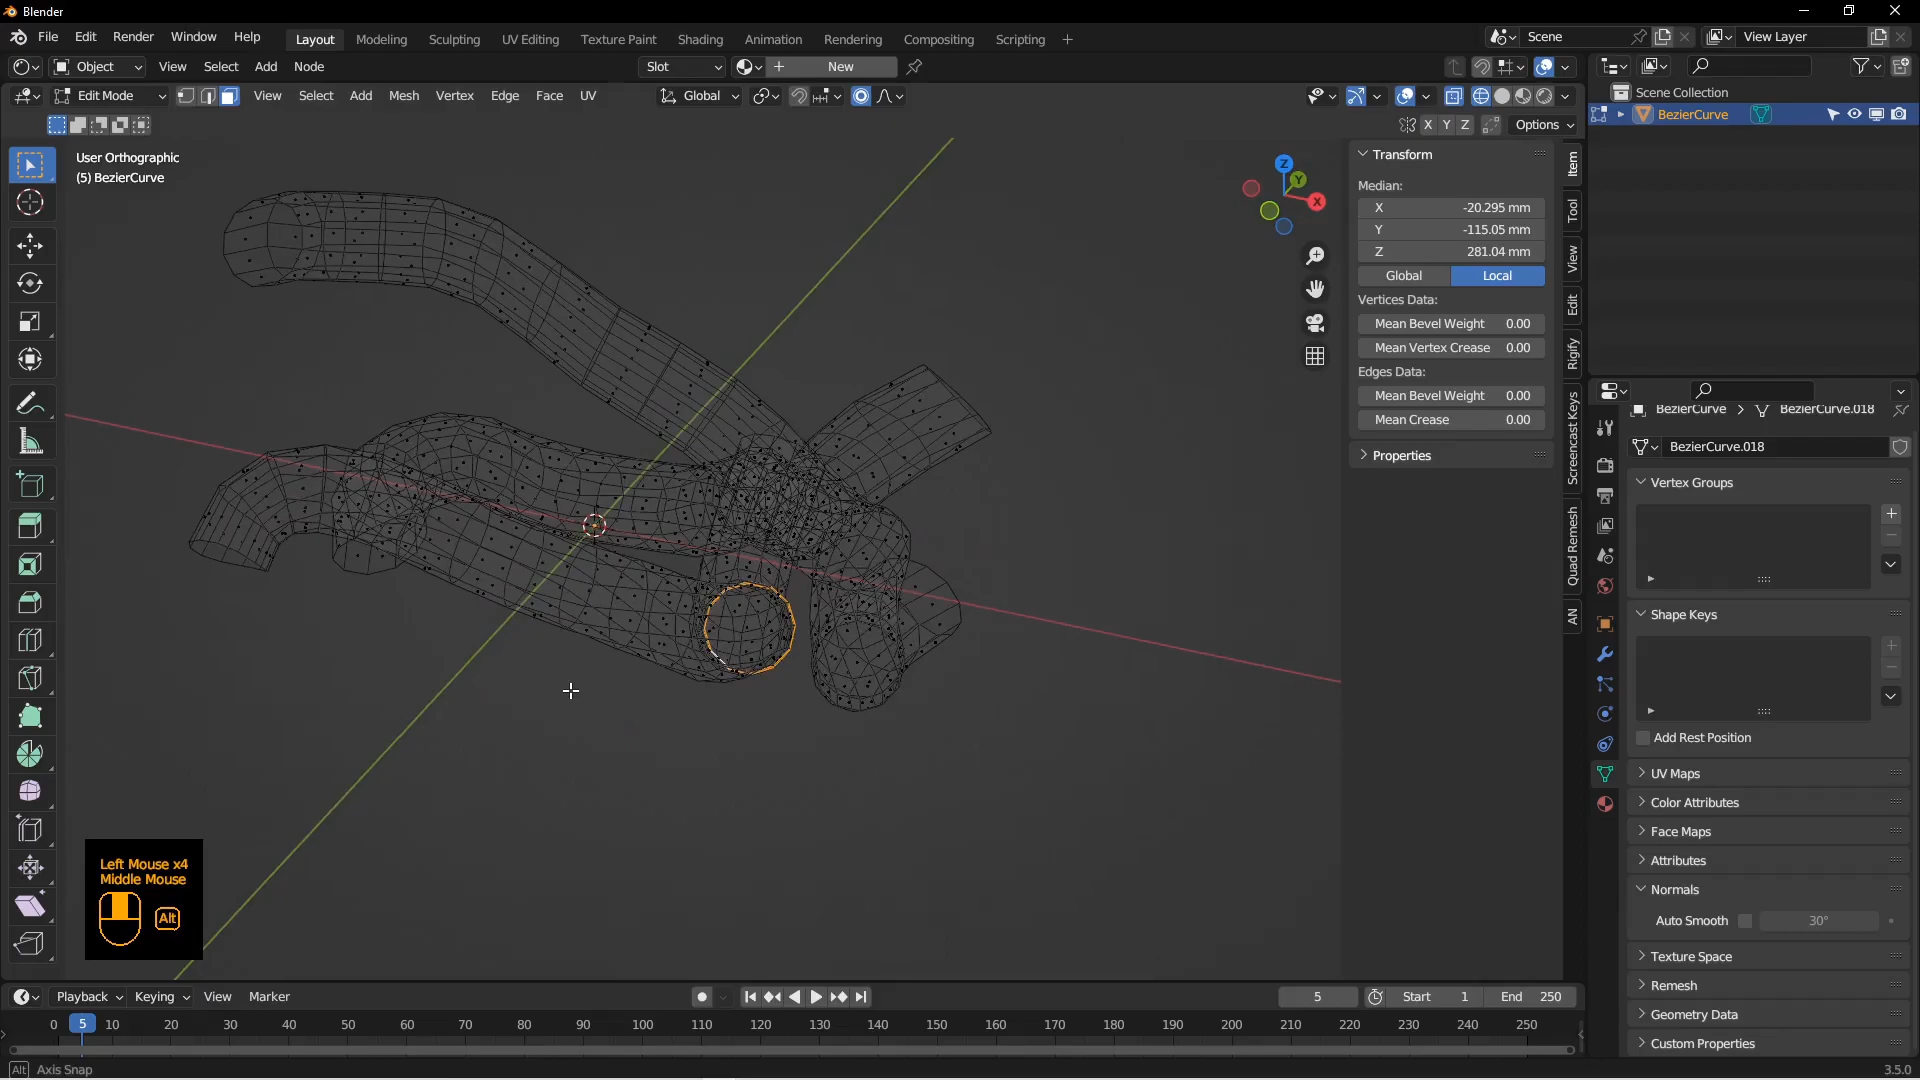 Blender
File Edit Render Window Help
Layout Modeling Sculpting UV Editing Texture Paint Shading Animation Rendering Compositing Scripting +
Scene
View Layer
Object View Select Add Node
Slot
New
Edit Mode View Select Add Mesh Vertex Edge Face UV
Global
Scene Collection
BezierCurve
X Y Z
Options
User Orthographic
(5) BezierCurve
Transform
Median:
X -20.295 mm
Y -115.05 mm
Z 281.04 mm
Global Local
Vertices Data:
Mean Bevel Weight 0.00
Mean Vertex Crease 0.00
Edges Data:
Mean Bevel Weight 0.00
Mean Crease 0.00
Properties
Z
Y
X
Item
Tool
View
Edit
Rigify
Screencast Keys
Quad Remesh
AN
BezierCurve BezierCurve.018
BezierCurve.018
Vertex Groups
Shape Keys
Add Rest Position
UV Maps
Color Attributes
Face Maps
Attributes
Normals
Auto Smooth 30°
Texture Space
Remesh
Geometry Data
Custom Properties
Left Mouse x4
Middle Mouse
Alt
Playback Keying View Marker
5
Start 1
End 250
0 5 10 20 30 40 50 60 70 80 90 100 110 120 130 140 150 160 170 180 190 200 210 220 230 240 250
Alt Axis Snap
3.5.0